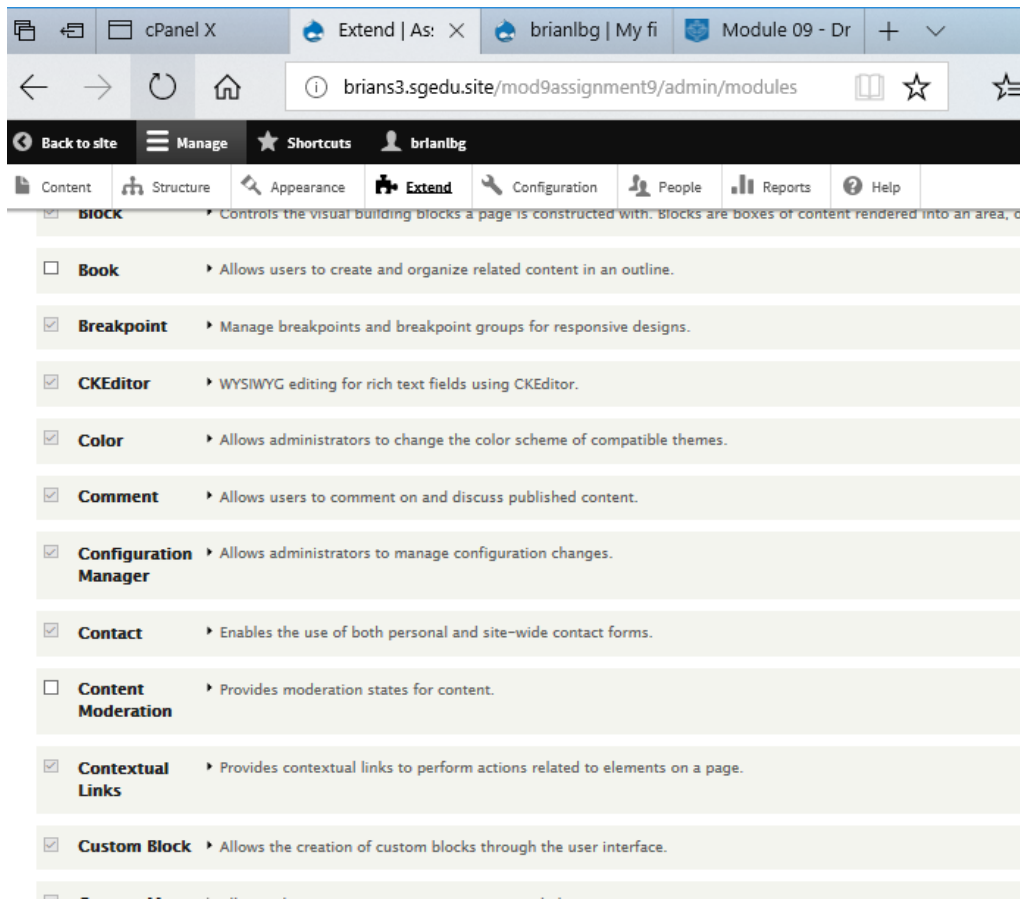 cPanel X Extend | As: brianlbg | My fi Module 09 - Dr
brians3.sgedu.site/mod9assignment9/admin/modules
Back to site Manage Shortcuts brianlbg
Content Structure Appearance Extend Configuration People Reports Help
Block Controls the visual building blocks a page is constructed with. Blocks are boxes of content rendered into an area,
Book Allows users to create and organize related content in an outline.
Breakpoint Manage breakpoints and breakpoint groups for responsive designs.
CKEditor WYSIWYG editing for rich text fields using CKEditor.
Color Allows administrators to change the color scheme of compatible themes.
Comment Allows users to comment on and discuss published content.
Configuration Allows administrators to manage configuration changes.
Manager
Contact Enables the use of both personal and site-wide contact forms.
Content Provides moderation states for content.
Moderation
Contextual Provides contextual links to perform actions related to elements on a page.
Links
Custom Block Allows the creation of custom blocks through the user interface.